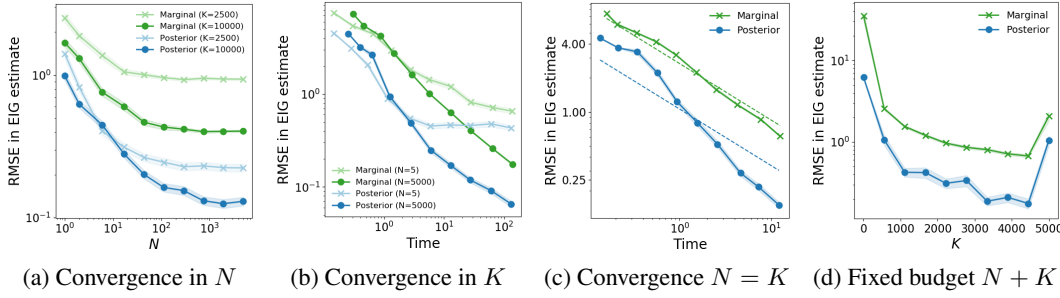 RMSE in EIG estimate
10^0
10^-1
Marginal (K=2500)
Marginal (K=10000)
Posterior (K=2500)
Posterior (K=10000)
10^0 10^1 10^2 10^3
N
(a) Convergence in N
RMSE in EIG estimate
10^0
10^-1
Marginal (N=5)
Marginal (N=5000)
Posterior (N=5)
Posterior (N=5000)
10^0 10^1 10^2
Time
(b) Convergence in K
RMSE in EIG estimate
4.00
1.00
0.25
Marginal
Posterior
10^0 10^1
Time
(c) Convergence N = K
RMSE in EIG estimate
10^1
10^0
Marginal
Posterior
0 1000 2000 3000 4000 5000
K
(d) Fixed budget N + K